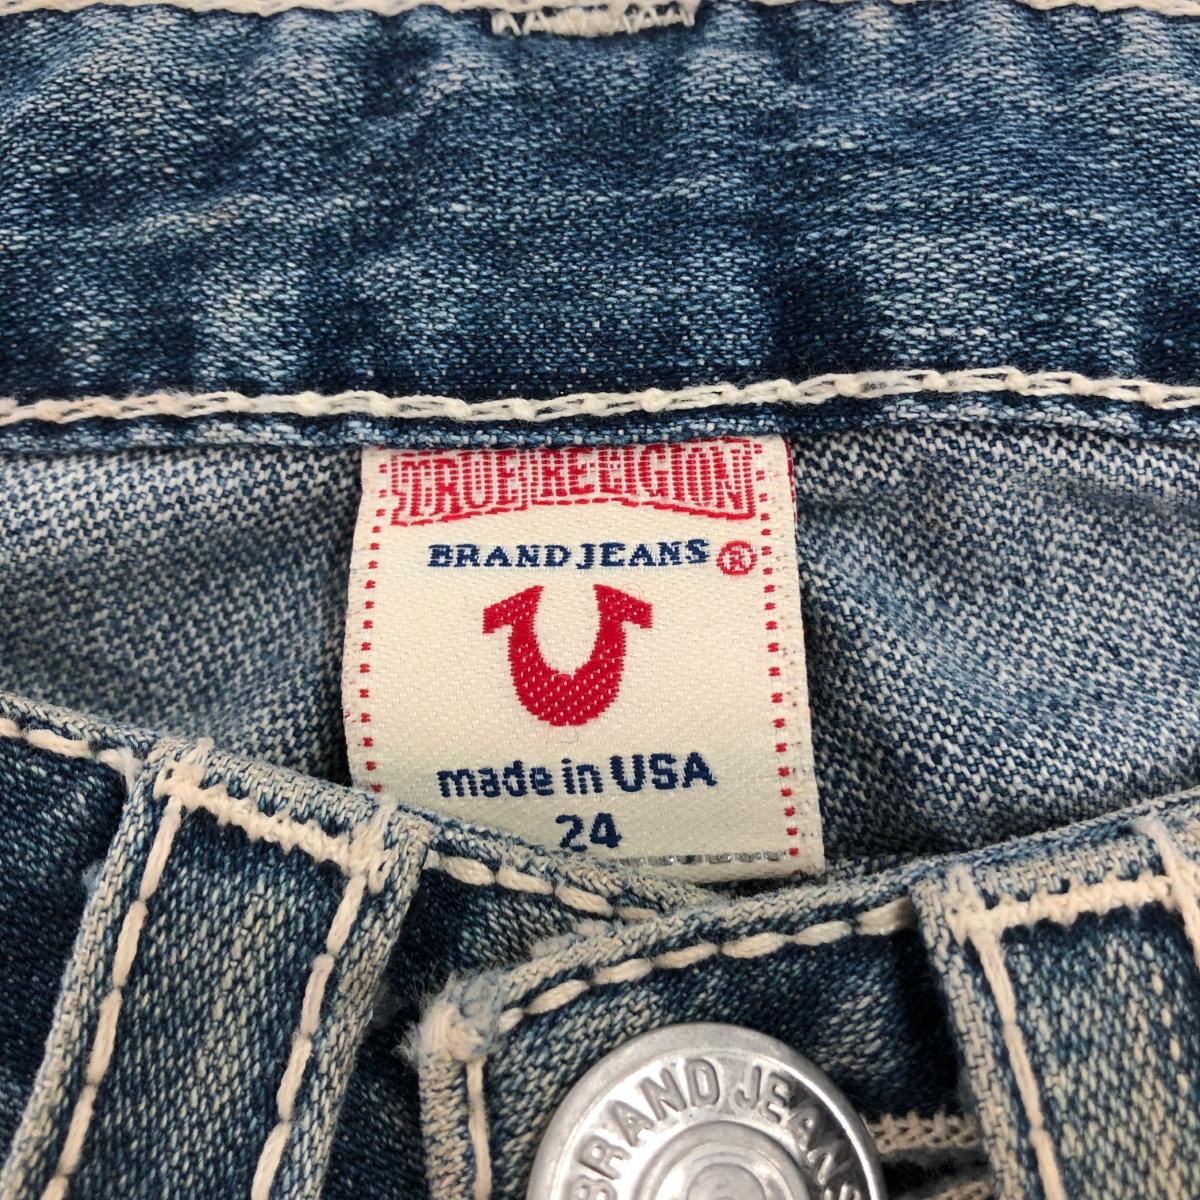 TRUE RELIGION
BRAND JEANS ®
made in USA
24
BRAND JEANS